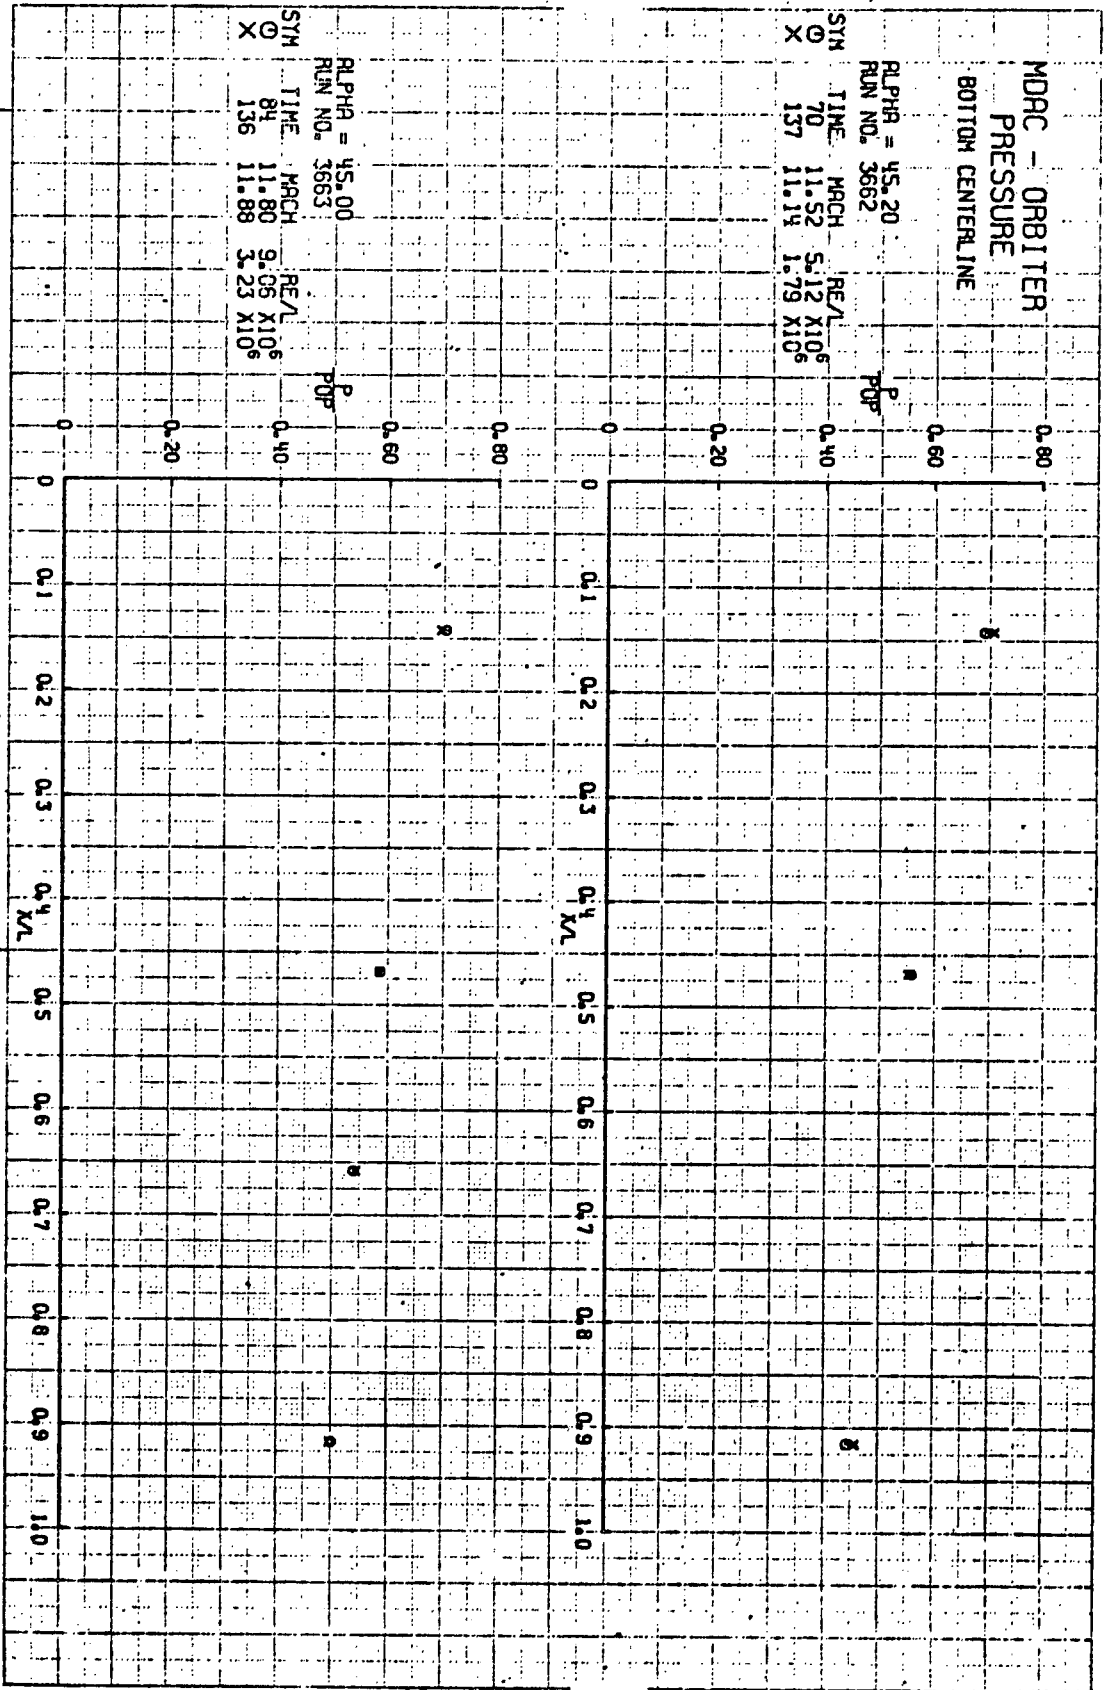 MDAC - ORBITER
PRESSURE
BOTTOM CENTERLINE
ALPHA = 45.20
RUN NO. 3662
SYM TIME MACH RE/L
⊙ 70 11.52 5.12 X10⁶
X 137 11.14 1.79 X10⁶
P
POP
0.80
0.60
0.40
0.20
0
0 0.1 0.2 0.3 0.4 0.5 0.6 0.7 0.8 0.9 1.0
X/L
ALPHA = 45.00
RUN NO. 3663
SYM TIME MACH RE/L
⊙ 84 11.80 9.06 X10⁶
X 136 11.88 3.23 X10⁶
P
POP
0.80
0.60
0.40
0.20
0
0 0.1 0.2 0.3 0.4 0.5 0.6 0.7 0.8 0.9 1.0
X/L